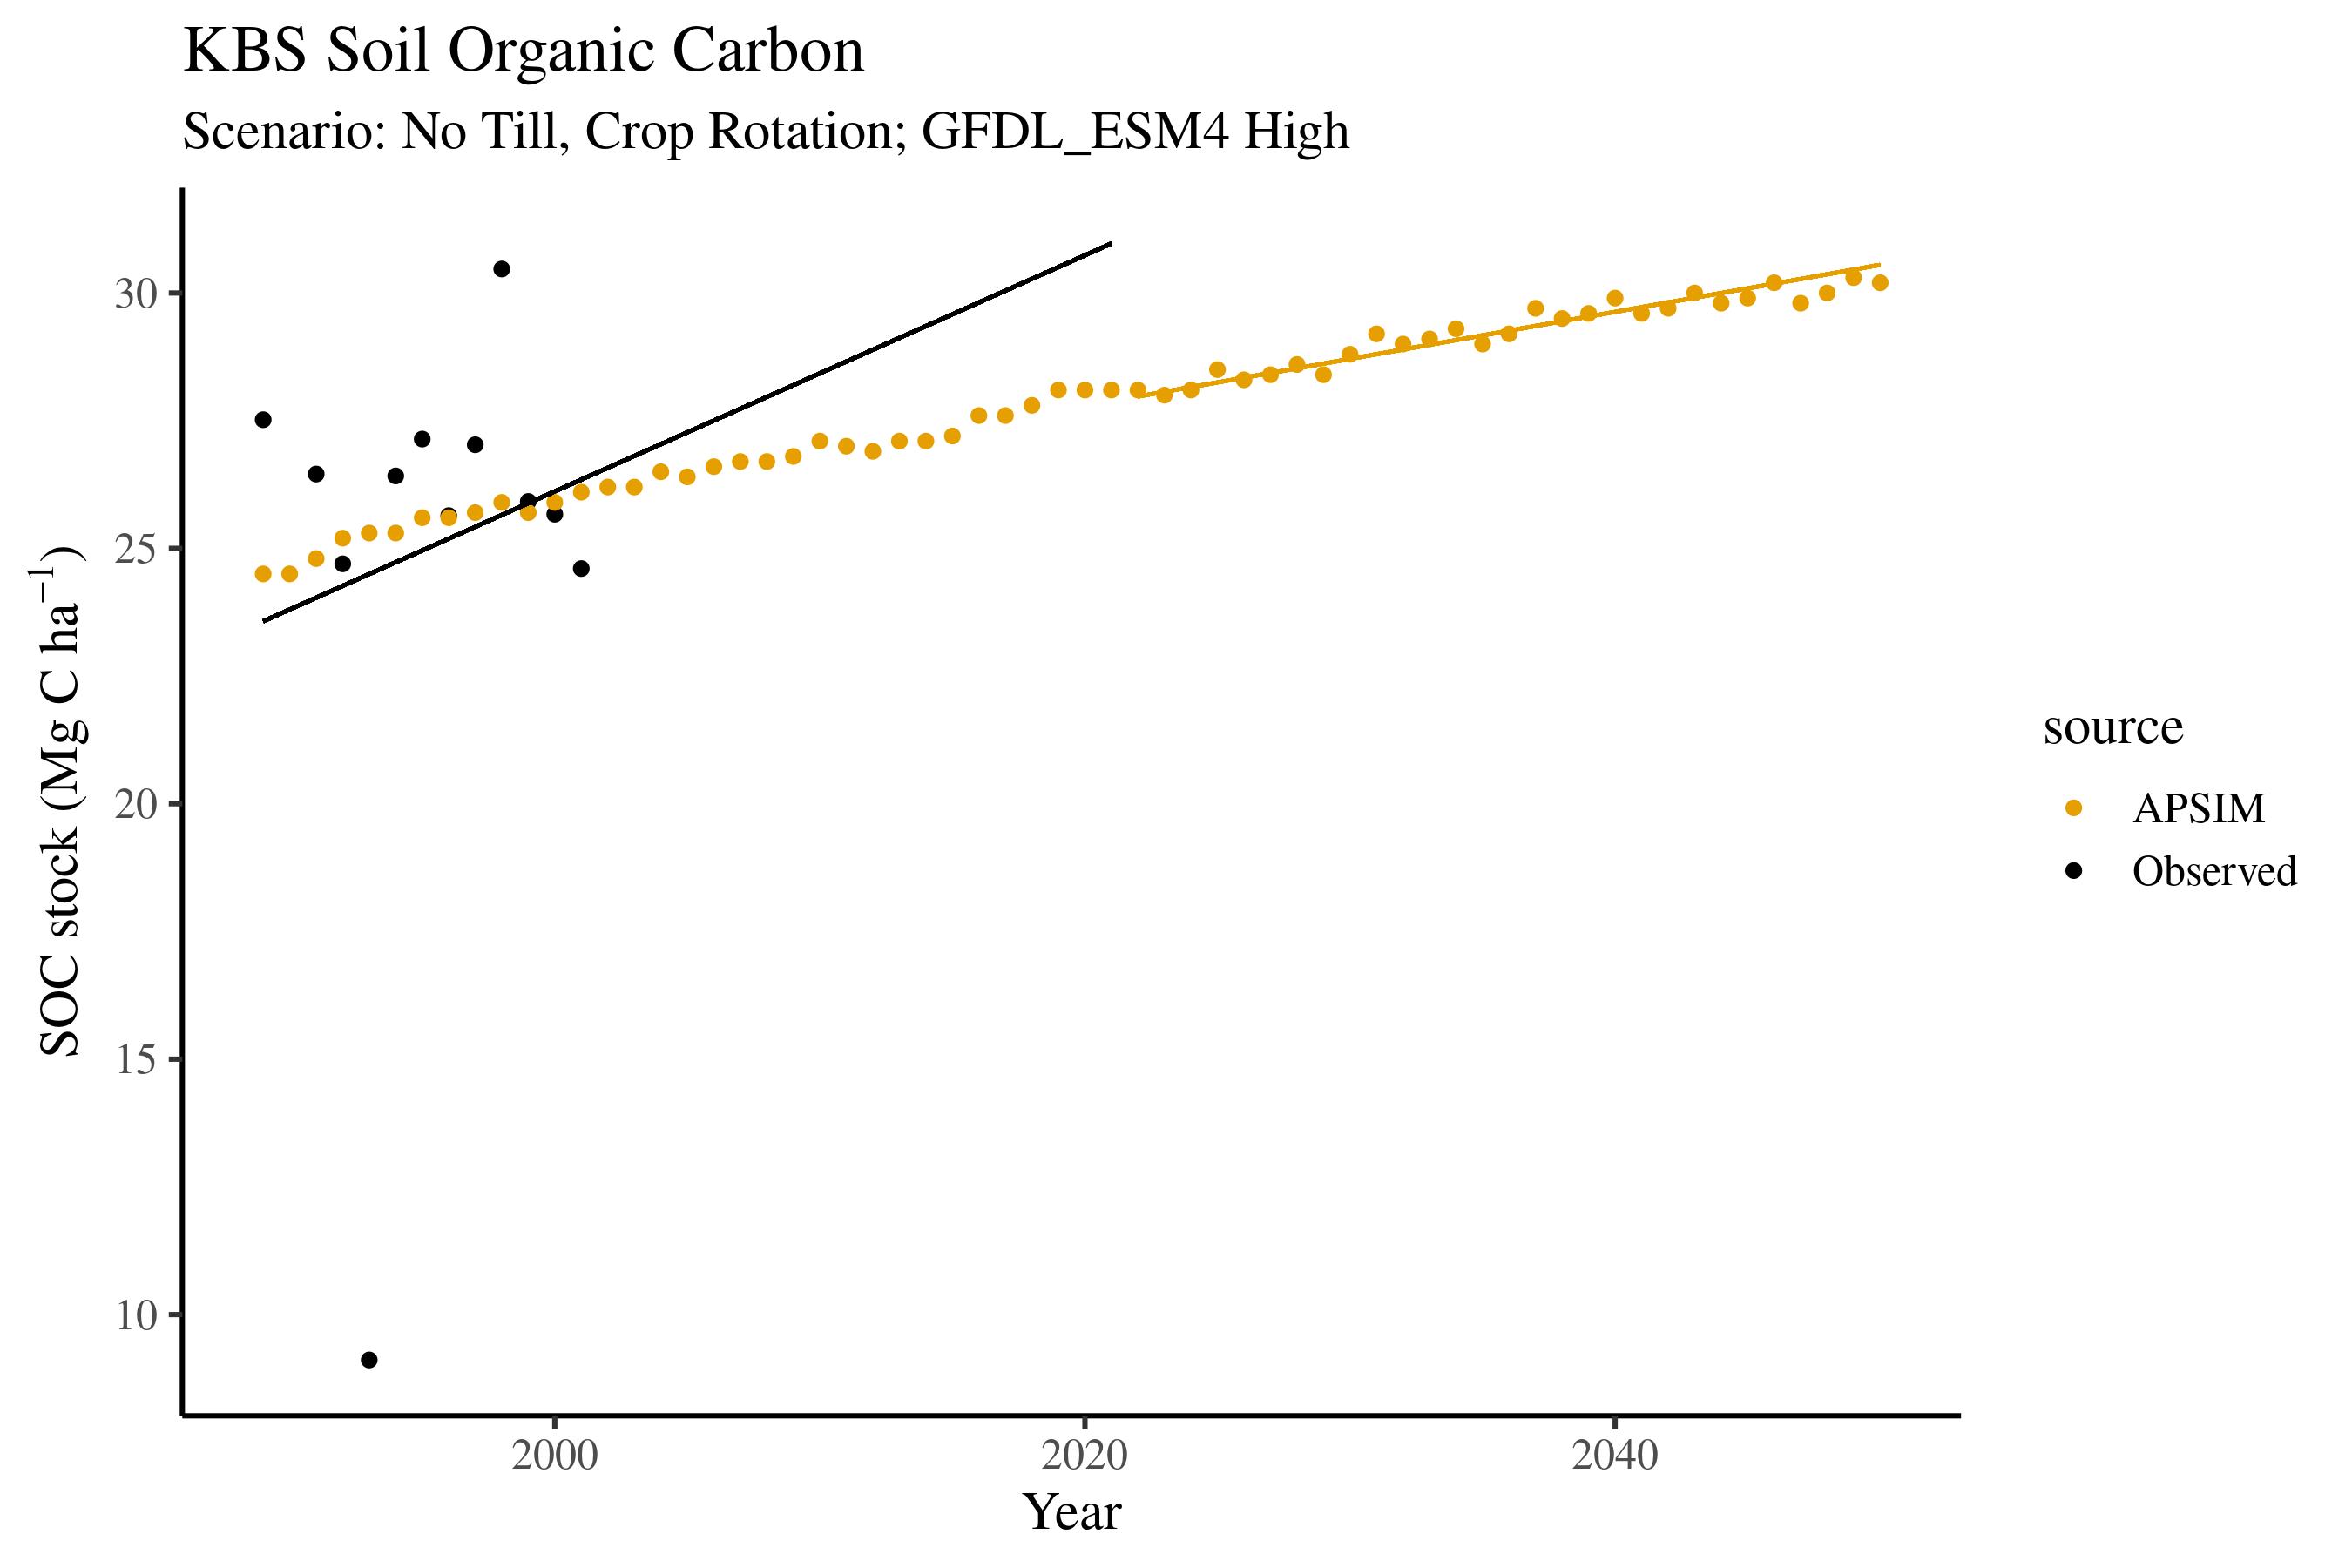 KBS Soil Organic Carbon
Scenario: No Till, Crop Rotation; GFDL_ESM4 High
SOC stock (Mg C ha⁻¹)
30
25
20
15
10
2000
2020
2040
Year
source
APSIM
Observed